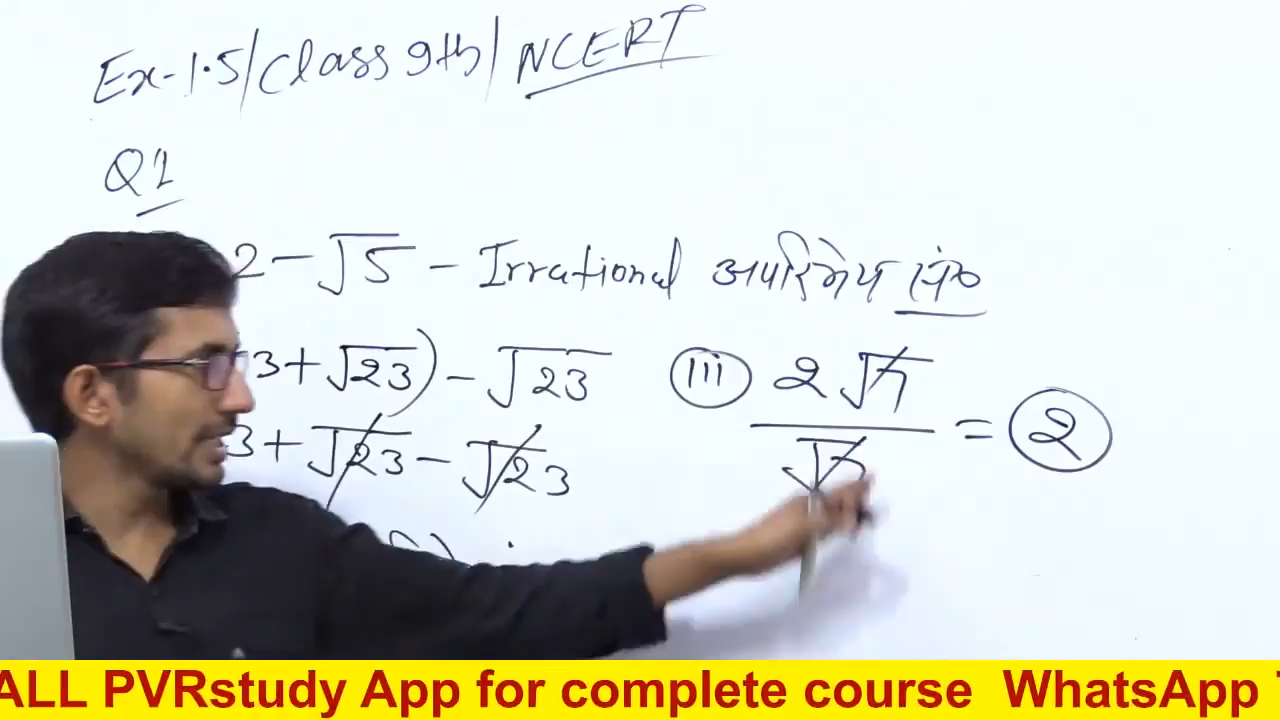 Ex-1.5/Class 9th/NCERT
Q1
2 - √5 - Irrational अपरिमेय सं०
3 + √23) - √23
3 + √23 - √23
(iii) 2√7 / √7 = 2
ALL PVRstudy App for complete course WhatsApp